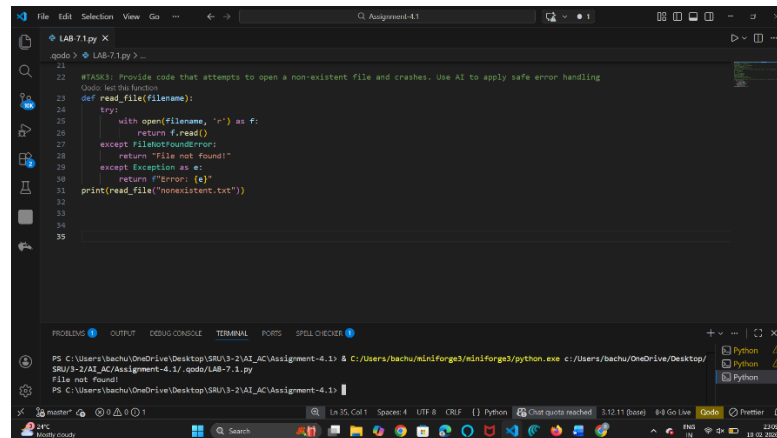 File Edit Selection View Go ··· Assignment-4.1 1
LAB-7.1.py
.qodo > LAB-7.1.py > ...
21
22 #TASK3: Provide code that attempts to open a non-existent file and crashes. Use AI to apply safe error handling
Qodo: Test this function
23 def read_file(filename):
24 try:
25 with open(filename, 'r') as f:
26 return f.read()
27 except FileNotFoundError:
28 return "File not found!"
29 except Exception as e:
30 return f"Error: {e}"
31 print(read_file("nonexistent.txt"))
32
33
34
35
10K
2
PROBLEMS 1 OUTPUT DEBUG CONSOLE TERMINAL PORTS SPELL CHECKER 1
PS C:\Users\bachu\OneDrive\Desktop\SRU\3-2\AI_AC\Assignment-4.1> & C:/Users/bachu/miniforge3/miniforge3/python.exe c:/Users/bachu/OneDrive/Desktop/
SRU/3-2/AI_AC/Assignment-4.1/.qodo/LAB-7.1.py
File not found!
PS C:\Users\bachu\OneDrive\Desktop\SRU\3-2\AI_AC\Assignment-4.1>
Python
Python
Python
master* 0 0 1 Ln 35, Col 1 Spaces: 4 UTF-8 CRLF {} Python Chat quota reached 3.12.11 (base) Go Live Qodo Prettier
24°C
Mostly cloudy
Search
ENG
IN